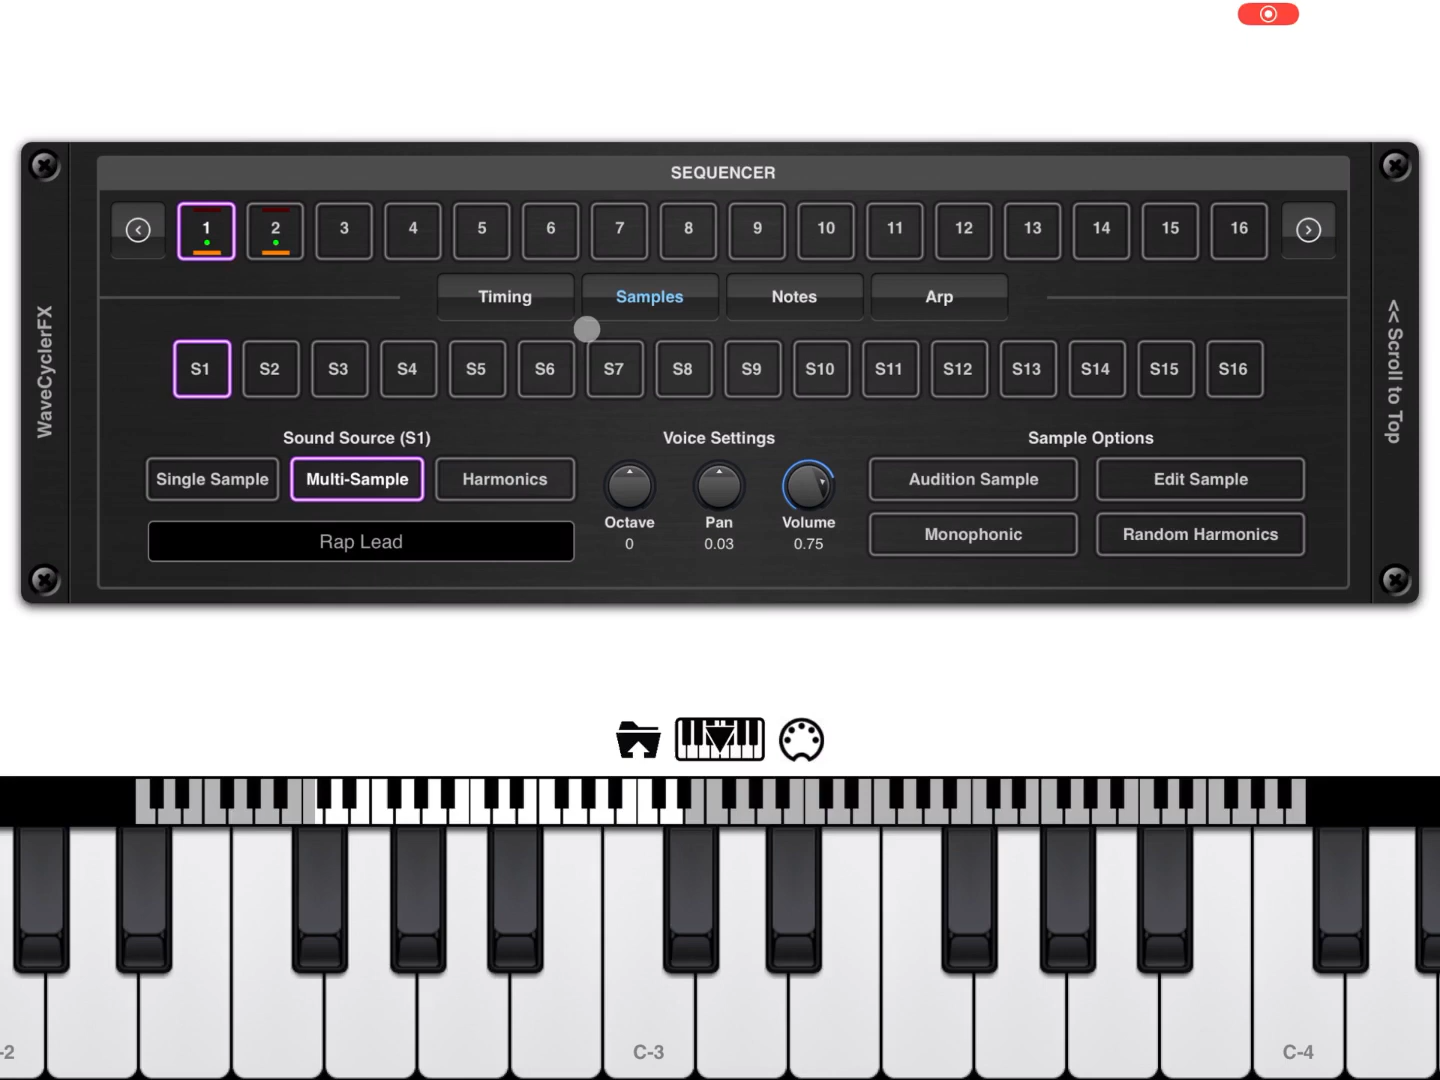 SEQUENCER
1 2 3 4 5 6 7 8 9 10 11 12 13 14 15 16
Timing Samples Notes Arp
WaveCyclerFX
<< Scroll to Top
S1 S2 S3 S4 S5 S6 S7 S8 S9 S10 S11 S12 S13 S14 S15 S16
Sound Source (S1) Voice Settings Sample Options
Single Sample Multi-Sample Harmonics Audition Sample Edit Sample
Octave Pan Volume
Rap Lead 0 0.03 0.75 Monophonic Random Harmonics
-2 C-3 C-4